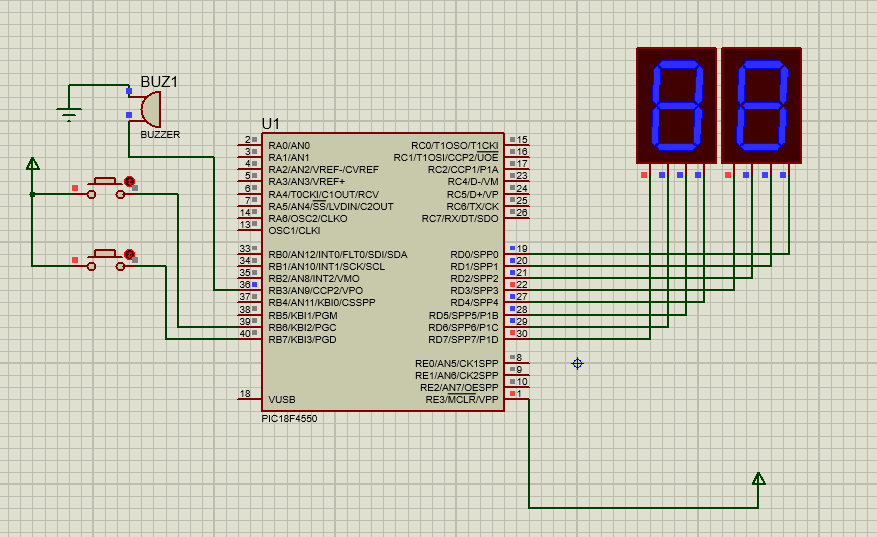 BUZ1
BUZZER
U1
2 RA0/AN0 RC0/T1OSO/T1CKI 15
3 RA1/AN1 RC1/T1OSI/CCP2/UOE 16
4 RA2/AN2/VREF-/CVREF RC2/CCP1/P1A 17
5 RA3/AN3/VREF+ RC4/D-/VM 23
6 RA4/T0CKI/C1OUT/RCV RC5/D+/VP 24
7 RA5/AN4/SS/LVDIN/C2OUT RC6/TX/CK 25
14 RA6/OSC2/CLKO RC7/RX/DT/SDO 26
13 OSC1/CLKI
33 RB0/AN12/INT0/FLT0/SDI/SDA RD0/SPP0 19
34 RB1/AN10/INT1/SCK/SCL RD1/SPP1 20
35 RB2/AN8/INT2/VMO RD2/SPP2 21
36 RB3/AN9/CCP2/VPO RD3/SPP3 22
37 RB4/AN11/KBI0/CSSPP RD4/SPP4 27
38 RB5/KBI1/PGM RD5/SPP5/P1B 28
39 RB6/KBI2/PGC RD6/SPP6/P1C 29
40 RB7/KBI3/PGD RD7/SPP7/P1D 30
RE0/AN5/CK1SPP 8
RE1/AN6/CK2SPP 9
RE2/AN7/OESPP 10
18 VUSB RE3/MCLR/VPP 1
PIC18F4550
88